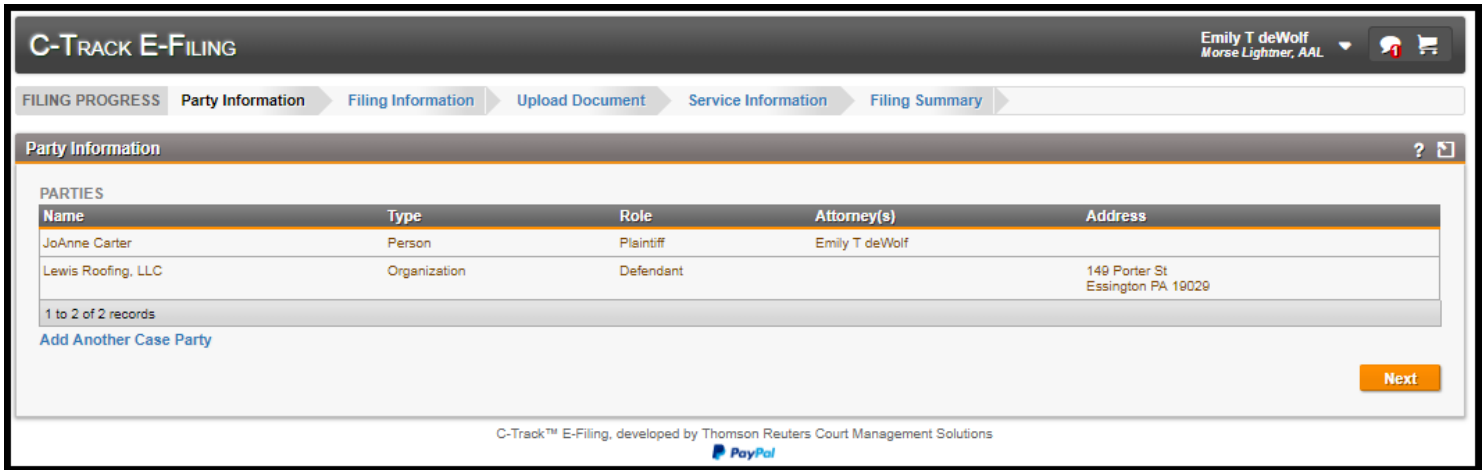 C-Track E-Filing
Emily T deWolf
Morse Lightner, AAL
1
FILING PROGRESS Party Information Filing Information Upload Document Service Information Filing Summary
Party Information ?
PARTIES
Name Type Role Attorney(s) Address
JoAnne Carter Person Plaintiff Emily T deWolf
Lewis Roofing, LLC Organization Defendant 149 Porter St
Essington PA 19029
1 to 2 of 2 records
Add Another Case Party
Next
C-Track™ E-Filing, developed by Thomson Reuters Court Management Solutions
PayPal